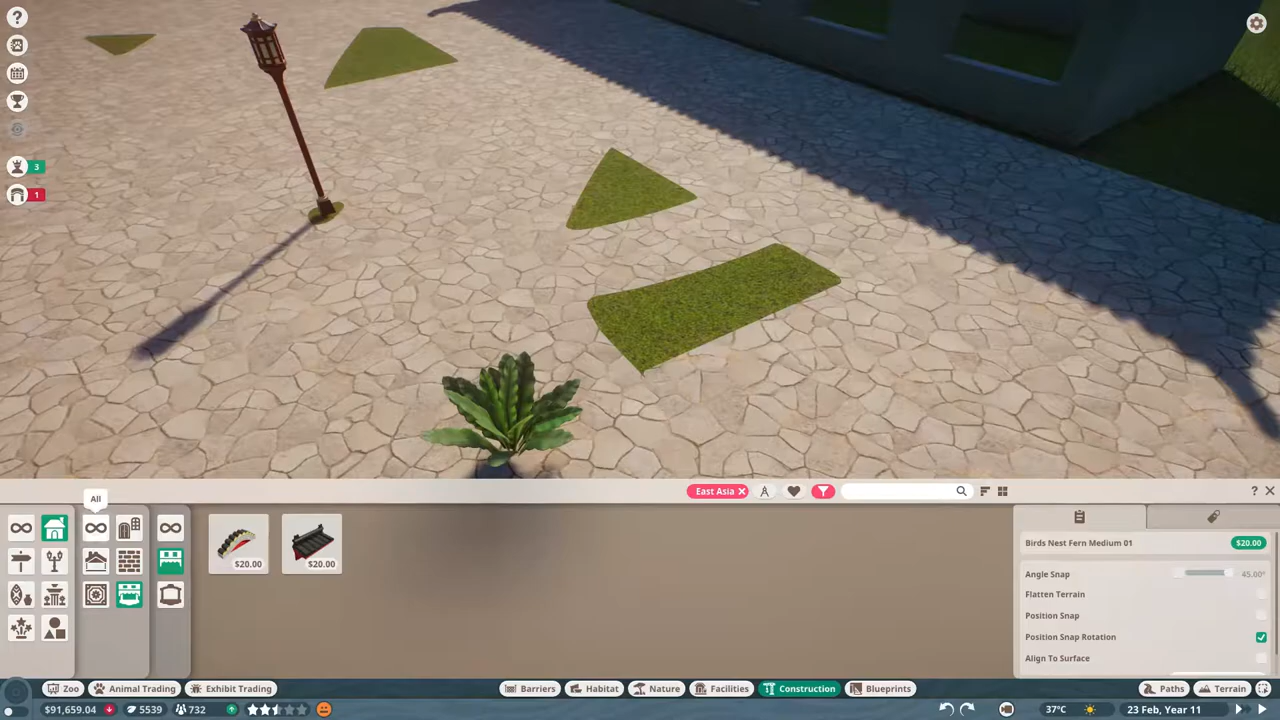 3
1
All
East Asia
?
$20.00
$20.00
Birds Nest Fern Medium 01
$20.00
Angle Snap
45.00°
Flatten Terrain
Position Snap
Position Snap Rotation
Align To Surface
Zoo
Animal Trading
Exhibit Trading
Barriers
Habitat
Nature
Facilities
Construction
Blueprints
Paths
Terrain
$91,659.04
5539
732
37°C
23 Feb, Year 11